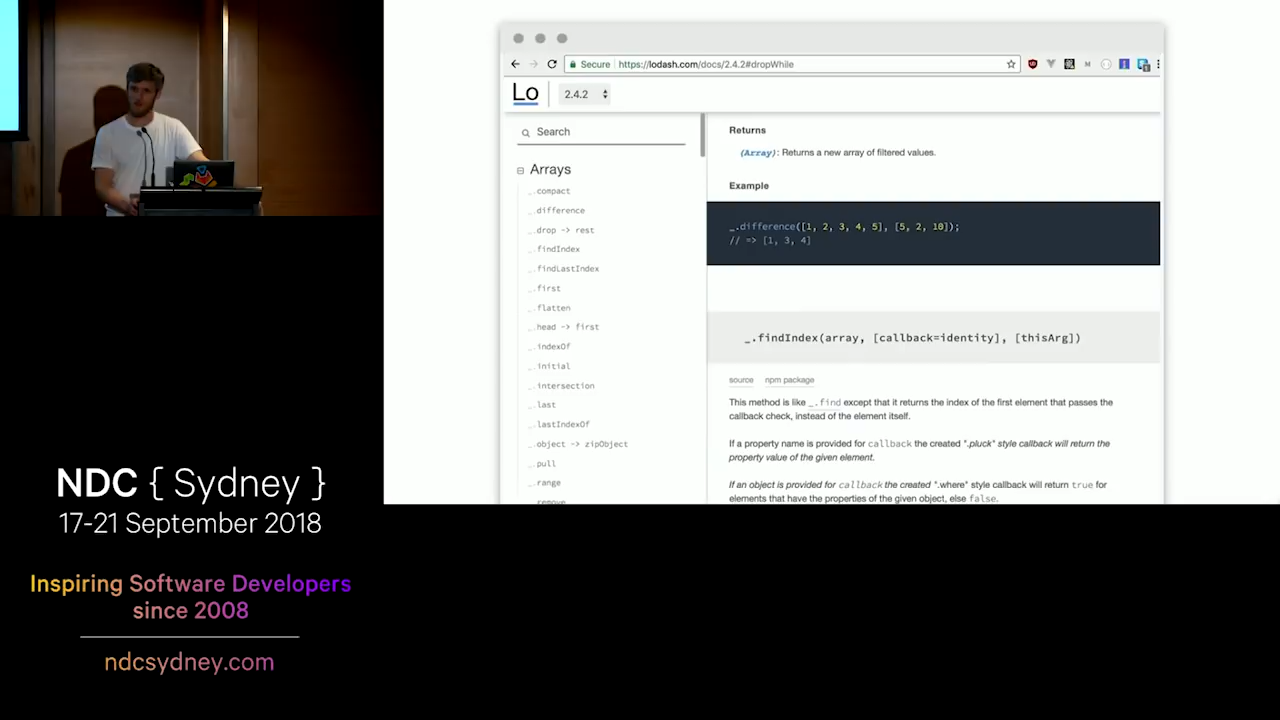 Secure https://lodash.com/docs/2.4.2#dropWhile
Lo 2.4.2
Search
Arrays
_.compact
_.difference
_.drop -> rest
_.findIndex
_.findLastIndex
_.first
_.flatten
_.head -> first
_.indexOf
_.initial
_.intersection
_.last
_.lastIndexOf
_.object -> zipObject
_.pull
_.range
_.remove
Returns
(Array): Returns a new array of filtered values.
Example
_.difference([1, 2, 3, 4, 5], [5, 2, 10]);
// => [1, 3, 4]
_.findIndex(array, [callback=identity], [thisArg])
source npm package
This method is like _.find except that it returns the index of the first element that passes the
callback check, instead of the element itself.
If a property name is provided for callback the created "_.pluck" style callback will return the
property value of the given element.
If an object is provided for callback the created "_.where" style callback will return true for
elements that have the properties of the given object, else false.
NDC { Sydney }
17-21 September 2018
Inspiring Software Developers
since 2008
ndcsydney.com